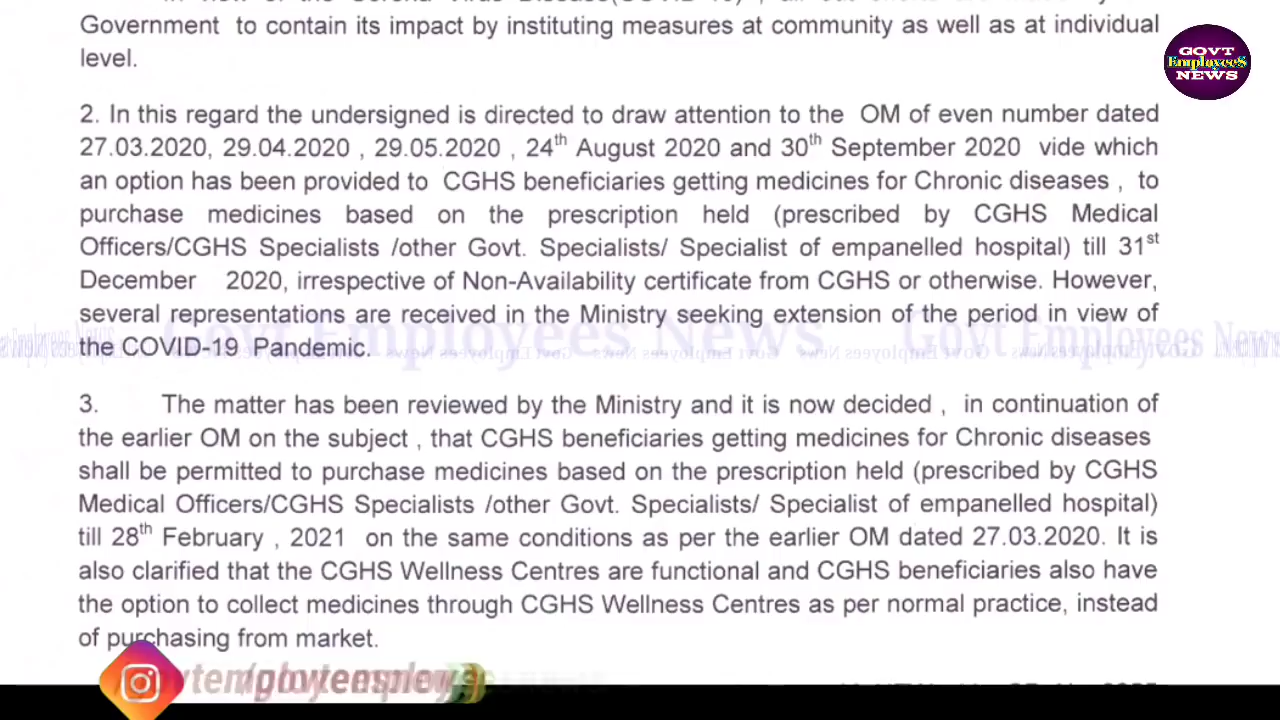 Government to contain its impact by instituting measures at community as well as at individual
level.
GOVT
EmployeeS
NEWS
2. In this regard the undersigned is directed to draw attention to the OM of even number dated
27.03.2020, 29.04.2020 , 29.05.2020 , 24th August 2020 and 30th September 2020 vide which
an option has been provided to CGHS beneficiaries getting medicines for Chronic diseases , to
purchase medicines based on the prescription held (prescribed by CGHS Medical
Officers/CGHS Specialists /other Govt. Specialists/ Specialist of empanelled hospital) till 31st
December 2020, irrespective of Non-Availability certificate from CGHS or otherwise. However,
several representations are received in the Ministry seeking extension of the period in view of
the COVID-19 Pandemic.
Govt Employees News
3. The matter has been reviewed by the Ministry and it is now decided , in continuation of
the earlier OM on the subject , that CGHS beneficiaries getting medicines for Chronic diseases
shall be permitted to purchase medicines based on the prescription held (prescribed by CGHS
Medical Officers/CGHS Specialists /other Govt. Specialists/ Specialist of empanelled hospital)
till 28th February , 2021 on the same conditions as per the earlier OM dated 27.03.2020. It is
also clarified that the CGHS Wellness Centres are functional and CGHS beneficiaries also have
the option to collect medicines through CGHS Wellness Centres as per normal practice, instead
of purchasing from market.